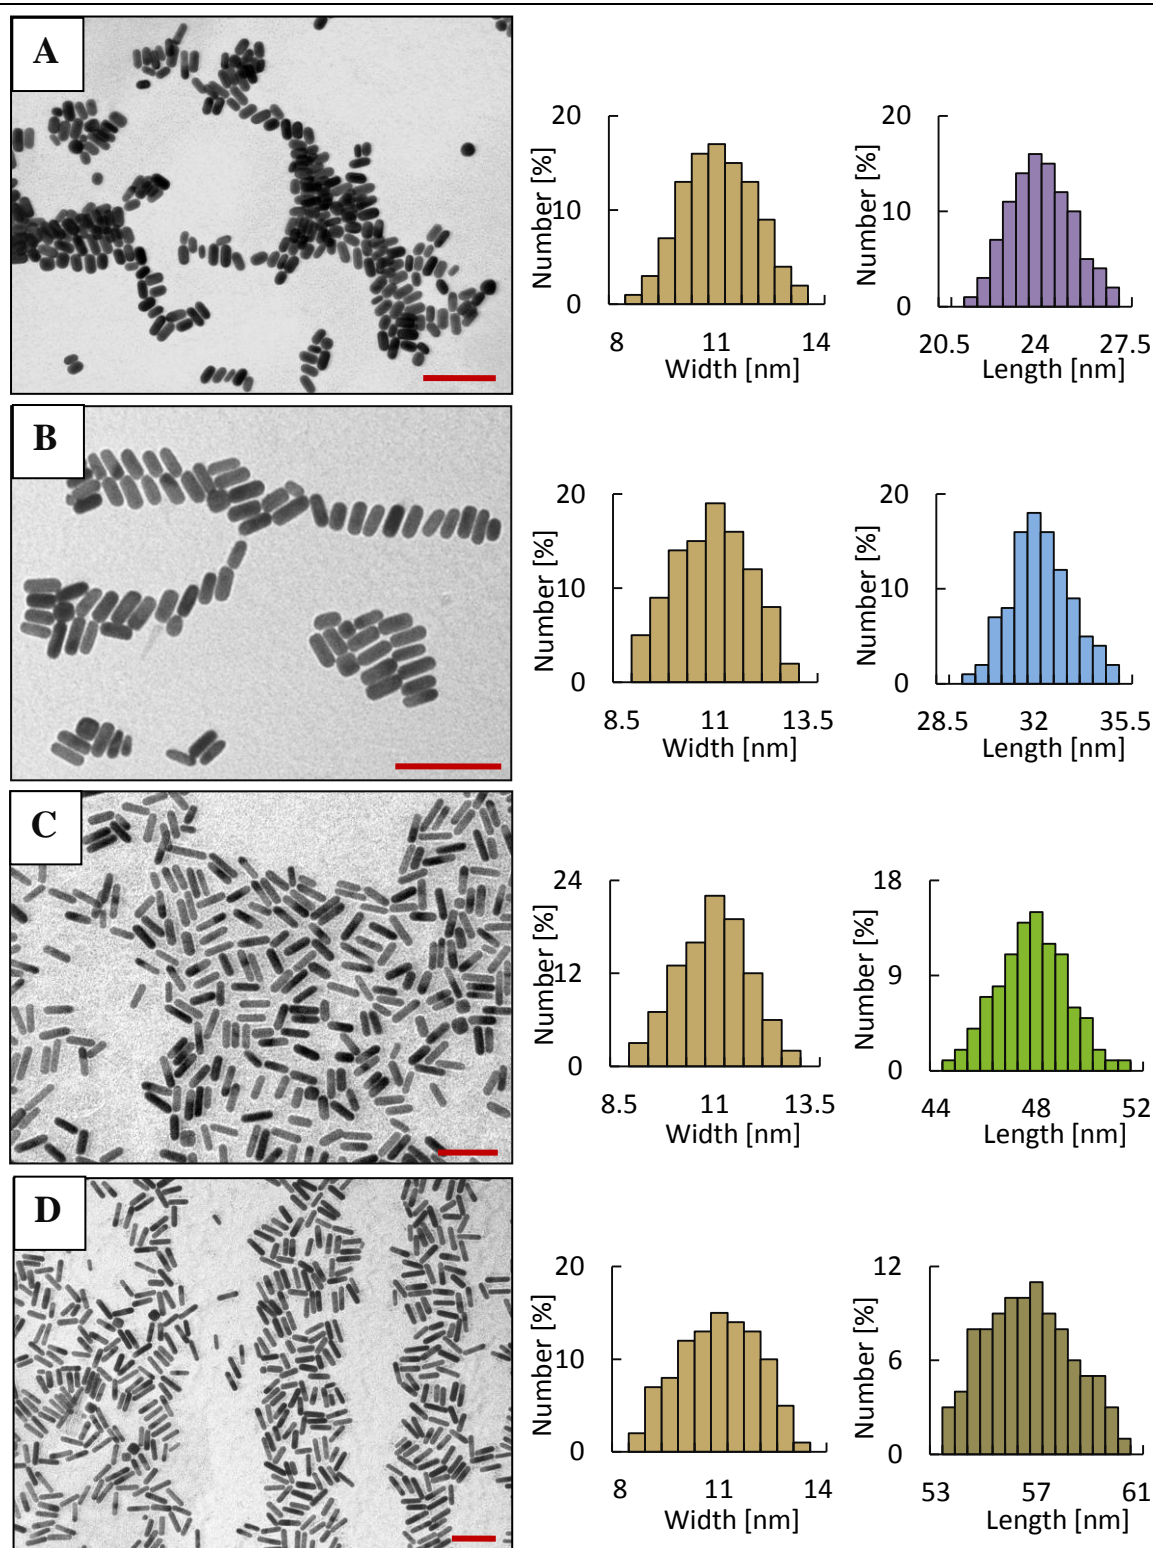 A
Number [%]
20
10
0
8 11 14
Width [nm]
Number [%]
20
10
0
20.5 24 27.5
Length [nm]
B
Number [%]
20
10
0
8.5 11 13.5
Width [nm]
Number [%]
20
10
0
28.5 32 35.5
Length [nm]
C
Number [%]
24
12
0
8.5 11 13.5
Width [nm]
Number [%]
18
9
0
44 48 52
Length [nm]
D
Number [%]
20
10
0
8 11 14
Width [nm]
Number [%]
12
6
0
53 57 61
Length [nm]